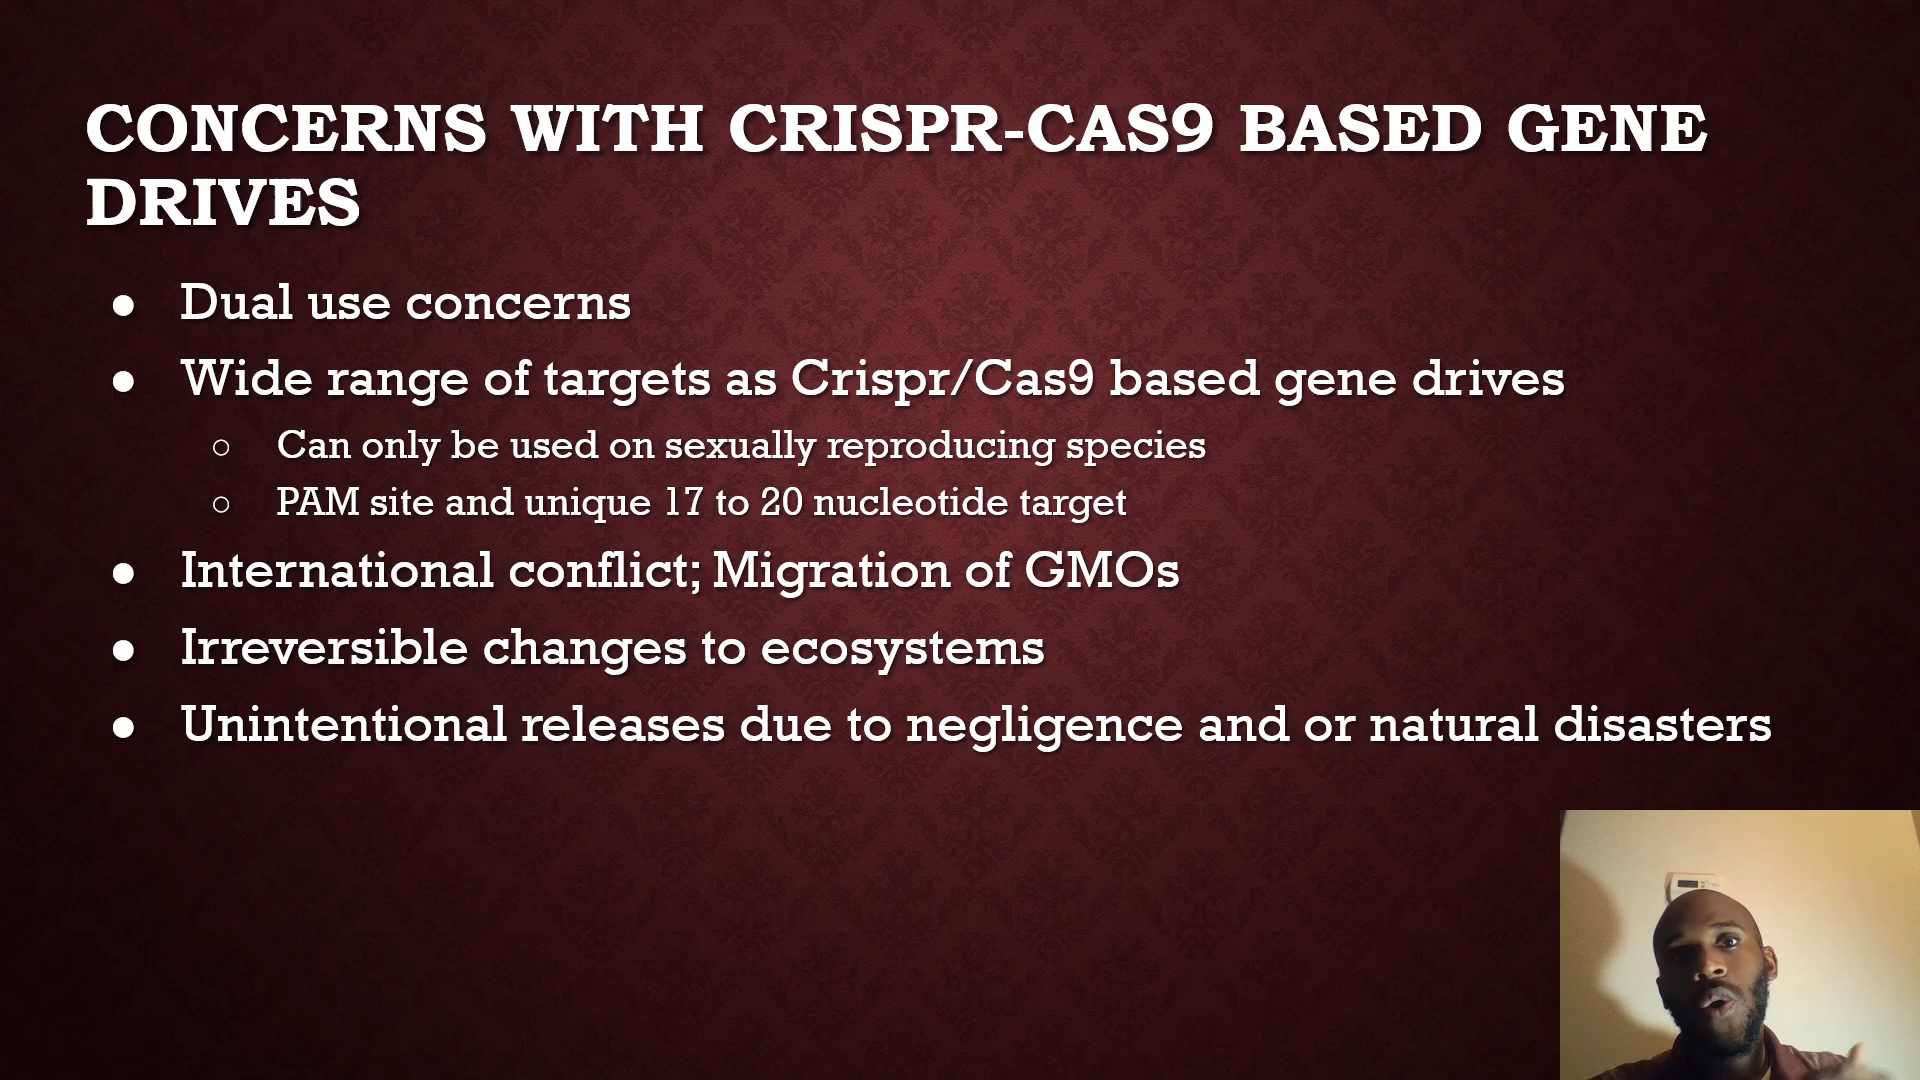 CONCERNS WITH CRISPR-CAS9 BASED GENE
DRIVES
● Dual use concerns
● Wide range of targets as Crispr/Cas9 based gene drives
○ Can only be used on sexually reproducing species
○ PAM site and unique 17 to 20 nucleotide target
● International conflict; Migration of GMOs
● Irreversible changes to ecosystems
● Unintentional releases due to negligence and or natural disasters